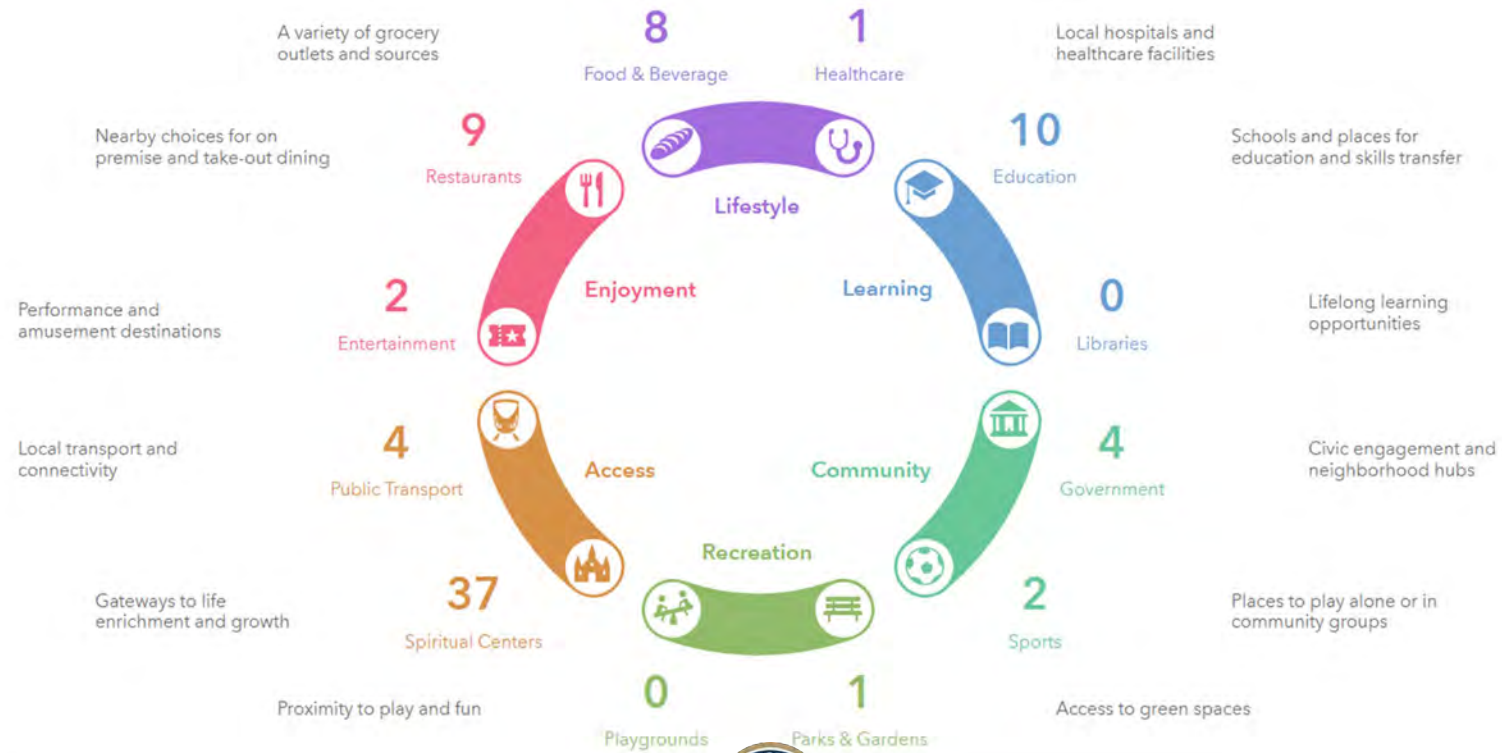 A variety of grocery
outlets and sources
8
Food & Beverage
1
Healthcare
Local hospitals and
healthcare facilities
Nearby choices for on
premise and take-out dining
9
Restaurants
Lifestyle
10
Education
Schools and places for
education and skills transfer
Performance and
amusement destinations
2
Entertainment
Enjoyment
Learning
0
Libraries
Lifelong learning
opportunities
Local transport and
connectivity
4
Public Transport
Access
Community
4
Government
Civic engagement and
neighborhood hubs
Gateways to life
enrichment and growth
37
Spiritual Centers
Recreation
2
Sports
Places to play alone or in
community groups
Proximity to play and fun
0
Playgrounds
1
Parks & Gardens
Access to green spaces